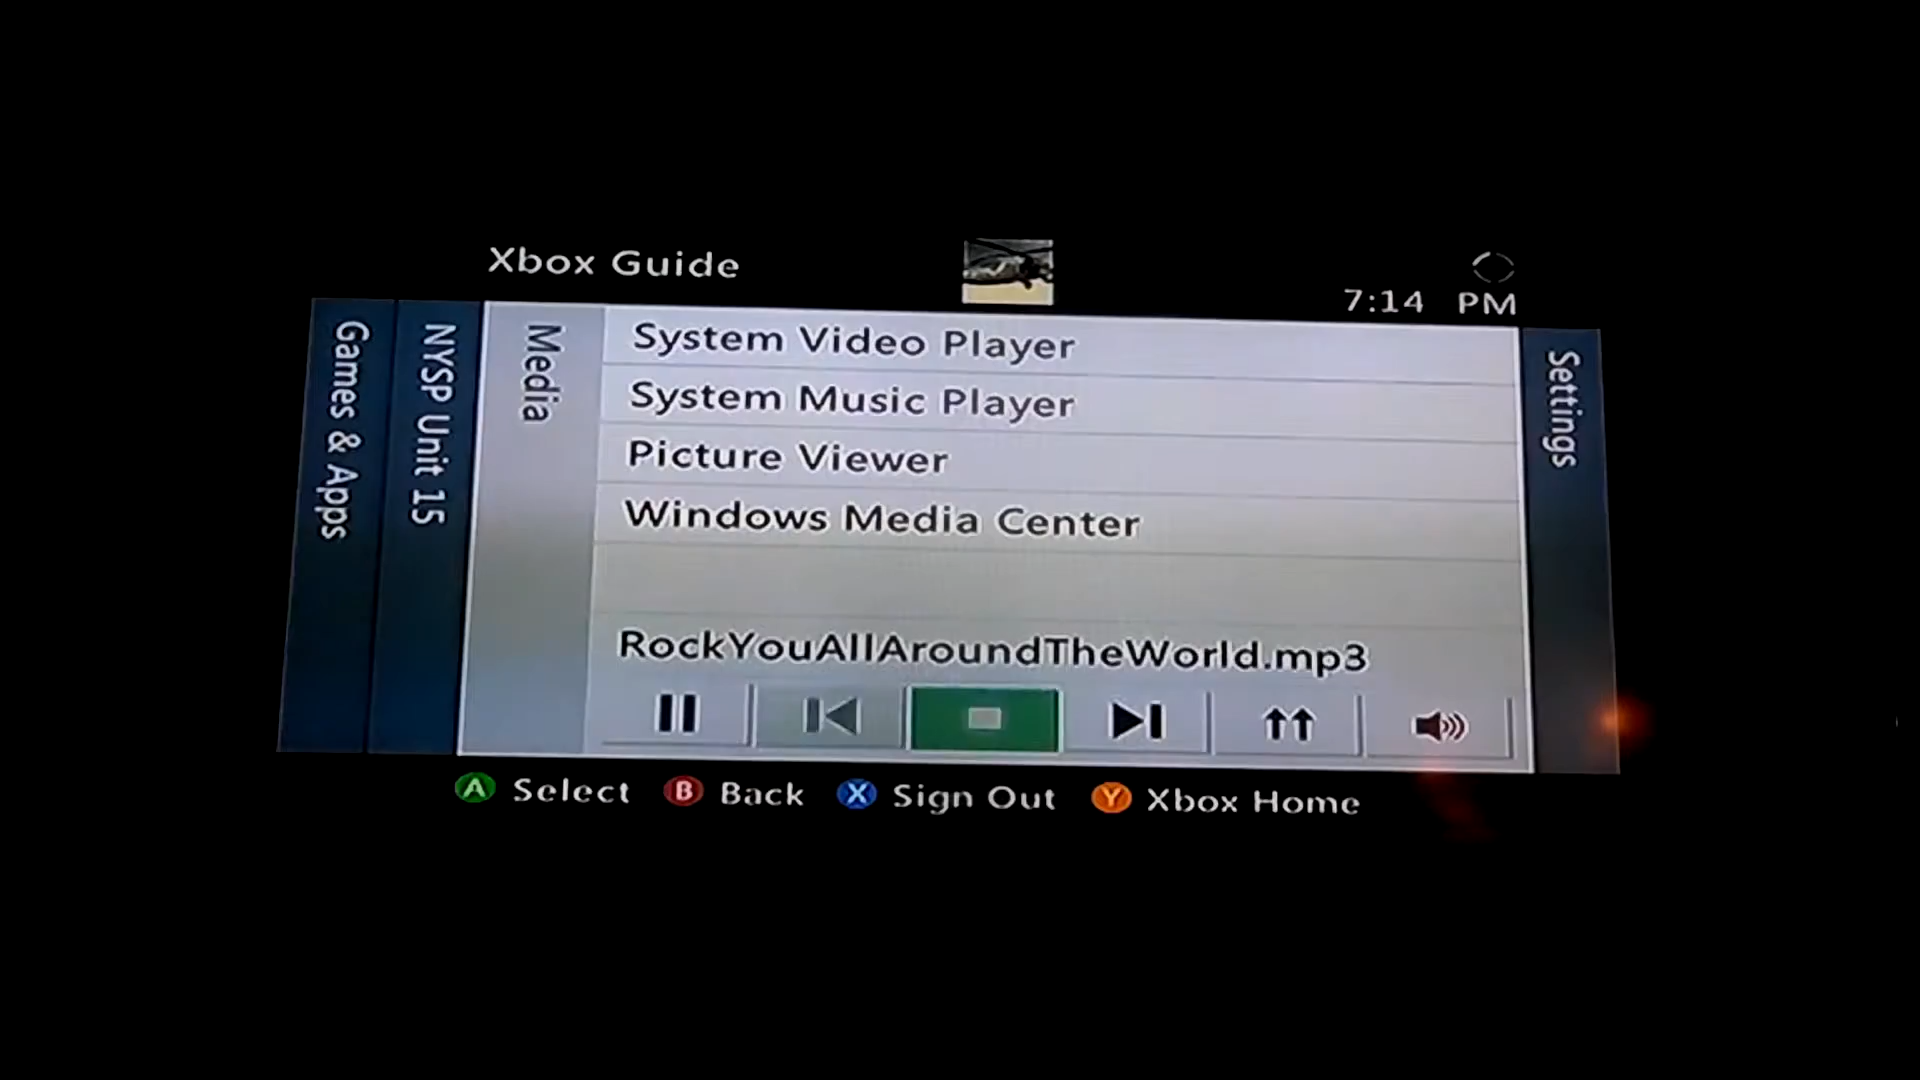 Xbox Guide
7:14 PM
Games & Apps
NYSP Unit 15
Media
System Video Player
System Music Player
Picture Viewer
Windows Media Center
RockYouAllAroundTheWorld.mp3
Settings
A Select B Back X Sign Out Y Xbox Home